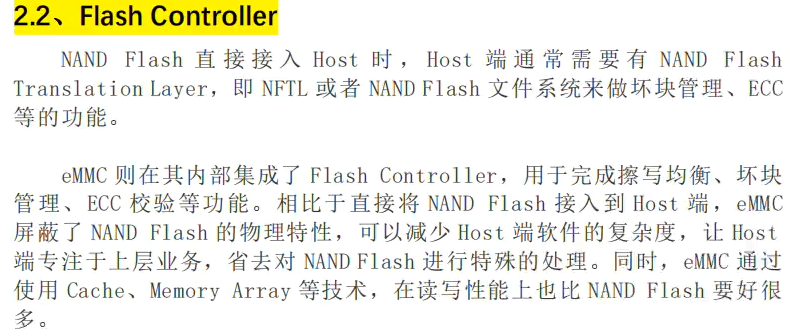 2.2、Flash Controller
NAND Flash 直接接入 Host 时，Host 端通常需要有 NAND Flash
Translation Layer，即 NFTL 或者 NAND Flash 文件系统来做坏块管理、ECC
等的功能。
eMMC 则在其内部集成了 Flash Controller，用于完成擦写均衡、坏块
管理、ECC 校验等功能。相比于直接将 NAND Flash 接入到 Host 端，eMMC
屏蔽了 NAND Flash 的物理特性，可以减少 Host 端软件的复杂度，让 Host
端专注于上层业务，省去对 NAND Flash 进行特殊的处理。同时，eMMC 通过
使用 Cache、Memory Array 等技术，在读写性能上也比 NAND Flash 要好很
多。